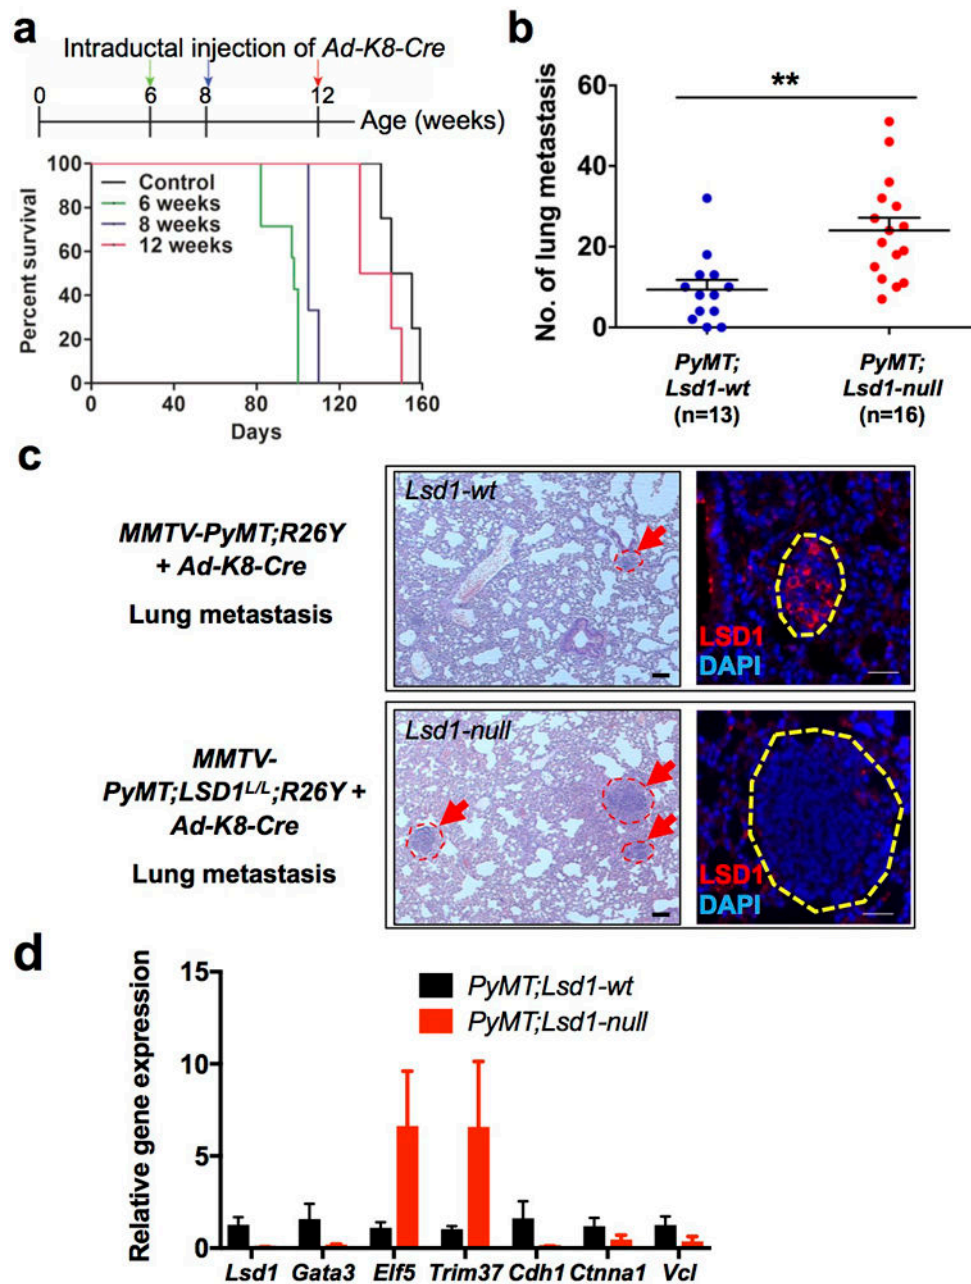 a
Intraductal injection of Ad-K8-Cre
0 6 8 12
Age (weeks)
Percent survival
100
80
60
40
20
0
Control
6 weeks
8 weeks
12 weeks
0 40 80 120 160
Days
b
**
No. of lung metastasis
60
40
20
0
PyMT; PyMT;
Lsd1-wt Lsd1-null
(n=13) (n=16)
c
MMTV-PyMT;R26Y
+ Ad-K8-Cre
Lung metastasis
Lsd1-wt
LSD1
DAPI
MMTV-
PyMT;LSD1L/L;R26Y +
Ad-K8-Cre
Lung metastasis
Lsd1-null
LSD1
DAPI
d
Relative gene expression
15
10
5
0
PyMT;Lsd1-wt
PyMT;Lsd1-null
Lsd1 Gata3 Elf5 Trim37 Cdh1 Ctnna1 Vcl